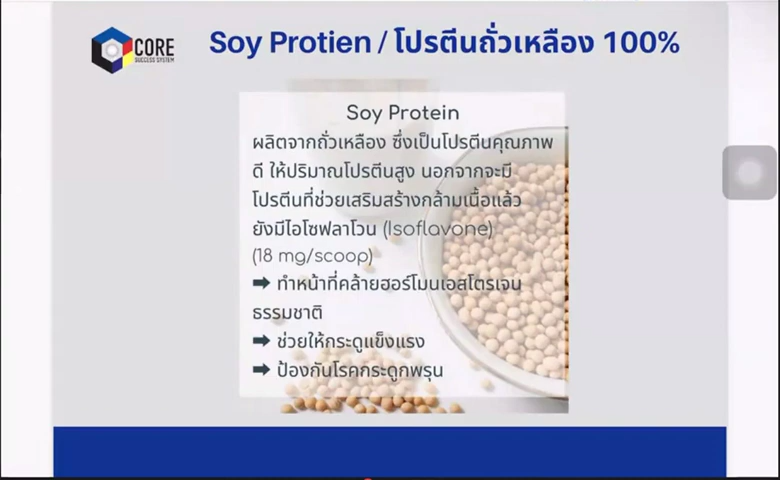 CORE
SUCCESS SYSTEM
Soy Protien / โปรตีนถั่วเหลือง 100%
Soy Protein
ผลิตจากถั่วเหลือง ซึ่งเป็นโปรตีนคุณภาพ
ดี ให้ปริมาณโปรตีนสูง นอกจากจะมี
โปรตีนที่ช่วยเสริมสร้างกล้ามเนื้อแล้ว
ยังมีไอโซฟลาโวน (Isoflavone)
(18 mg/scoop)
➡ ทำหน้าที่คล้ายฮอร์โมนเอสโตรเจน
ธรรมชาติ
➡ ช่วยให้กระดูแข็งแรง
➡ ป้องกันโรคกระดูกพรุน